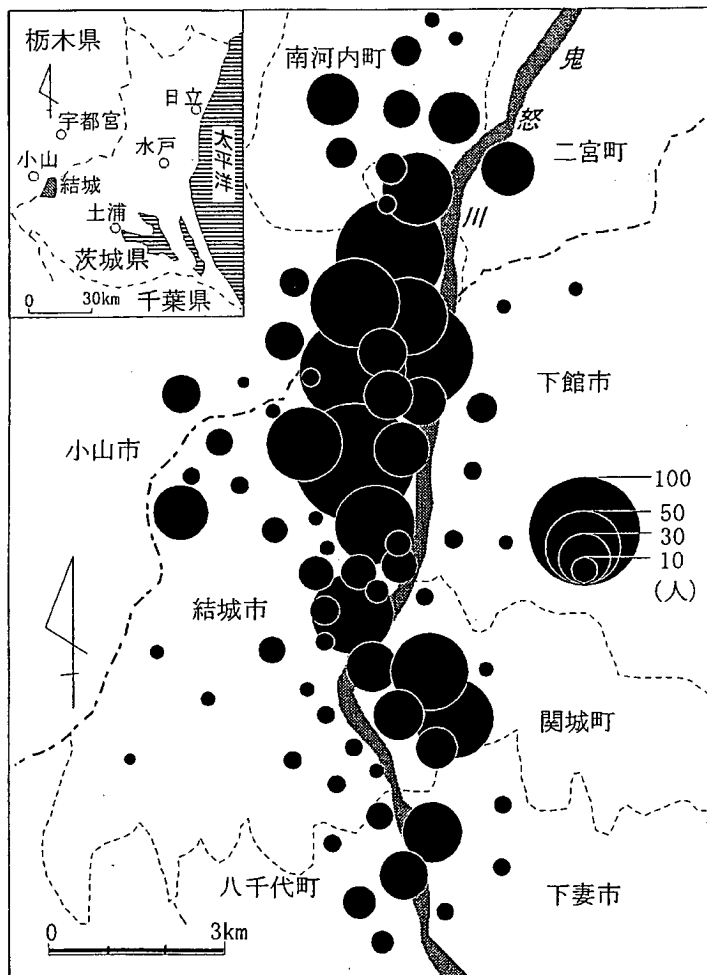 栃木県
日立
宇都宮
水戸
小山
結城
土浦
太平洋
茨城県
0 30km
千葉県
南河内町
鬼
怒
川
二宮町
下館市
小山市
100
50
30
10
(人)
結城市
関城町
八千代町
下妻市
0 3km